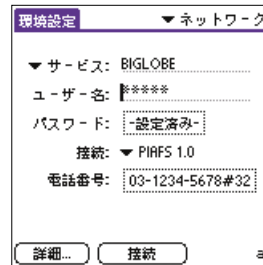 環境設定 ▼ネットワーク
▼サービス: BIGLOBE
ユーザー名: *****
パスワード: -設定済み-
接続: ▼ PIAFS 1.0
電話番号: 03-1234-5678#32
詳細... 接続